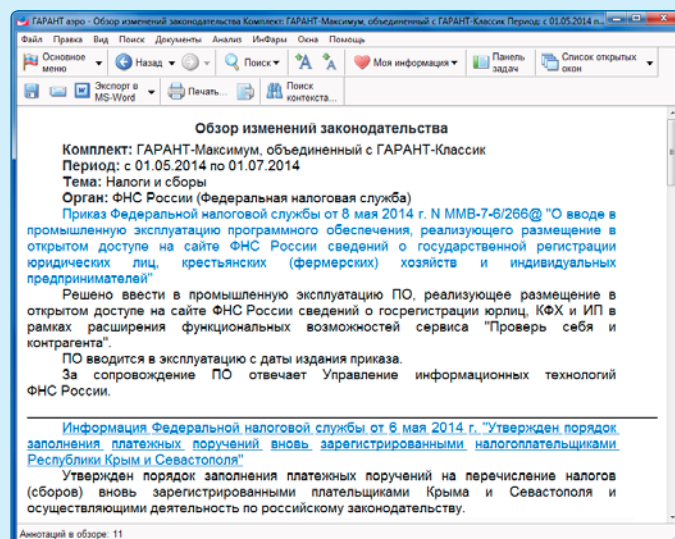 ГАРАНТ аэро - Обзор изменений законодательства Комплект: ГАРАНТ-Максимум, объединенный с ГАРАНТ-Классик Период: с 01.05.2014 п...
Файл Правка Вид Поиск Документы Анализ ИнФарм Окна Помощь
Основное меню Назад Поиск Моя информация Панель задач Список открытых окон
Экспорт в MS-Word Печать... Поиск контекста...
Обзор изменений законодательства
Комплект: ГАРАНТ-Максимум, объединенный с ГАРАНТ-Классик
Период: с 01.05.2014 по 01.07.2014
Тема: Налоги и сборы
Орган: ФНС России (Федеральная налоговая служба)
Приказ Федеральной налоговой службы от 8 мая 2014 г. N ММВ-7-6/266@ "О вводе в
промышленную эксплуатацию программного обеспечения, реализующего размещение в
открытом доступе на сайте ФНС России сведений о государственной регистрации
юридических лиц, крестьянских (фермерских) хозяйств и индивидуальных
предпринимателей"
Решено ввести в промышленную эксплуатацию ПО, реализующее размещение в
открытом доступе на сайте ФНС России сведений о госрегистрации юрлиц, КФХ и ИП в
рамках расширения функциональных возможностей сервиса "Проверь себя и
контрагента".
ПО вводится в эксплуатацию с даты издания приказа.
За сопровождение ПО отвечает Управление информационных технологий
ФНС России.
Информация Федеральной налоговой службы от 6 мая 2014 г. "Утвержден порядок
заполнения платежных поручений вновь зарегистрированными налогоплательщиками
Республики Крым и Севастополя"
Утвержден порядок заполнения платежных поручений на перечисление налогов
(сборов) вновь зарегистрированными плательщиками Крыма и Севастополя и
осуществляющими деятельность по российскому законодательству.
Аннотаций в обзоре: 11